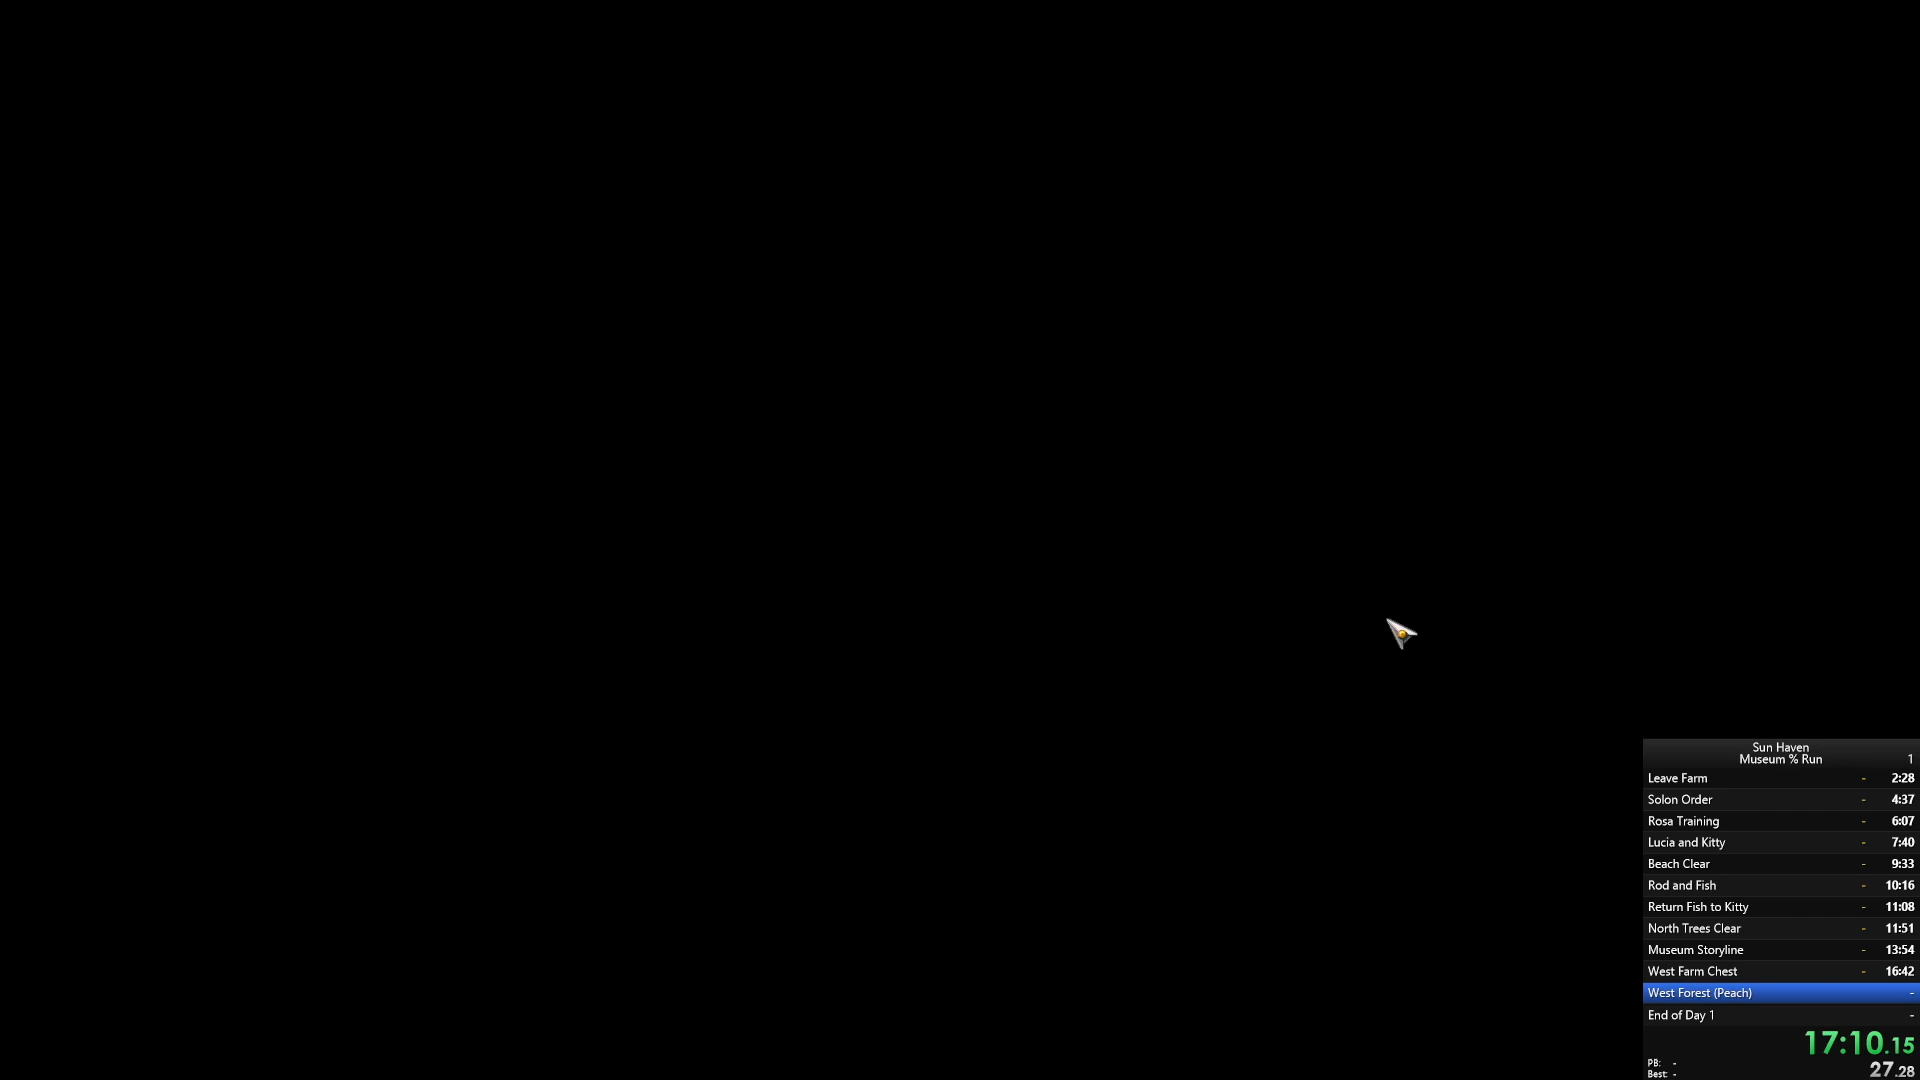 Sun Haven
Museum % Run 1
Leave Farm - 2:28
Solon Order - 4:37
Rosa Training - 6:07
Lucia and Kitty - 7:40
Beach Clear - 9:33
Rod and Fish - 10:16
Return Fish to Kitty - 11:08
North Trees Clear - 11:51
Museum Storyline - 13:54
West Farm Chest - 16:42
West Forest (Peach) -
End of Day 1 -
17:10.15
PB: -
Best: - 27.28